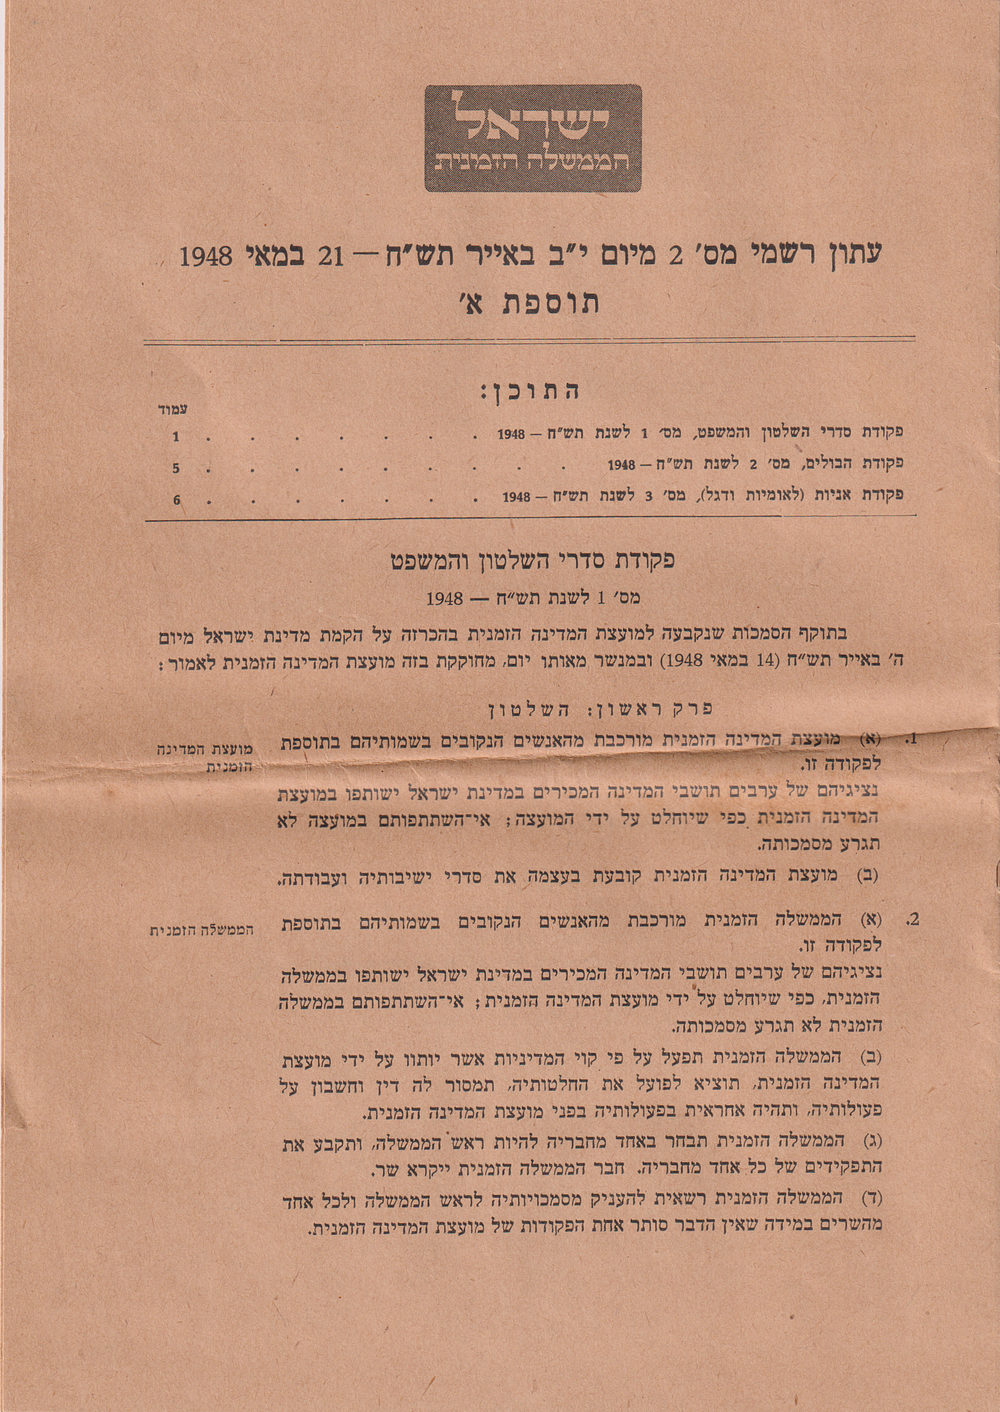 ישראל
הממשלה הזמנית
עתון רשמי מס׳ 2 מיום י״ב באייר תש״ח — 21 במאי 1948
תוספת א׳
התוכן:
עמוד
פקודת סדרי השלטון והמשפט, מס׳ 1 לשנת תש״ח — 1948 . . . . . . . 1
פקודת הבולים, מס׳ 2 לשנת תש״ח — 1948 . . . . . . . . . 5
פקודת אניות (לאומיות ודגל), מס׳ 3 לשנת תש״ח — 1948 . . . . . . . 6
פקודת סדרי השלטון והמשפט
מס׳ 1 לשנת תש״ח — 1948
בתוקף הסמכות שנקבעה למועצת המדינה הזמנית בהכרזה על הקמת מדינת ישראל מיום
ה׳ באייר תש״ח (14 במאי 1948) ובמנשר מאותו יום, מחוקקת בזה מועצת המדינה הזמנית לאמור:
פרק ראשון: השלטון
מועצת המדינה
הזמנית
1. (א) מועצת המדינה הזמנית מורכבת מהאנשים הנקובים בשמותיהם בתוספת
לפקודה זו.
נציגיהם של ערבים תושבי המדינה המכירים במדינת ישראל ישותפו במועצת
המדינה הזמנית כפי שיוחלט על ידי המועצה; אי־השתתפותם במועצה לא
תגרע מסמכותה.
(ב) מועצת המדינה הזמנית קובעת בעצמה את סדרי ישיבותיה ועבודתה.
הממשלה הזמנית
2. (א) הממשלה הזמנית מורכבת מהאנשים הנקובים בשמותיהם בתוספת
לפקודה זו.
נציגיהם של ערבים תושבי המדינה המכירים במדינת ישראל ישותפו בממשלה
הזמנית, כפי שיוחלט על ידי מועצת המדינה הזמנית; אי־השתתפותם בממשלה
הזמנית לא תגרע מסמכותה.
(ב) הממשלה הזמנית תפעל על פי קוי המדיניות אשר יותוו על ידי מועצת
המדינה הזמנית, תוציא לפועל את החלטותיה, תמסור לה דין וחשבון על
פעולותיה, ותהיה אחראית בפעולותיה בפני מועצת המדינה הזמנית.
(ג) הממשלה הזמנית תבחר באחד מחבריה להיות ראש הממשלה, ותקבע את
התפקידים של כל אחד מחבריה. חבר הממשלה הזמנית ייקרא שר.
(ד) הממשלה הזמנית רשאית להעניק מסמכויותיה לראש הממשלה ולכל אחד
מהשרים במידה שאין הדבר סותר אחת הפקודות של מועצת המדינה הזמנית.